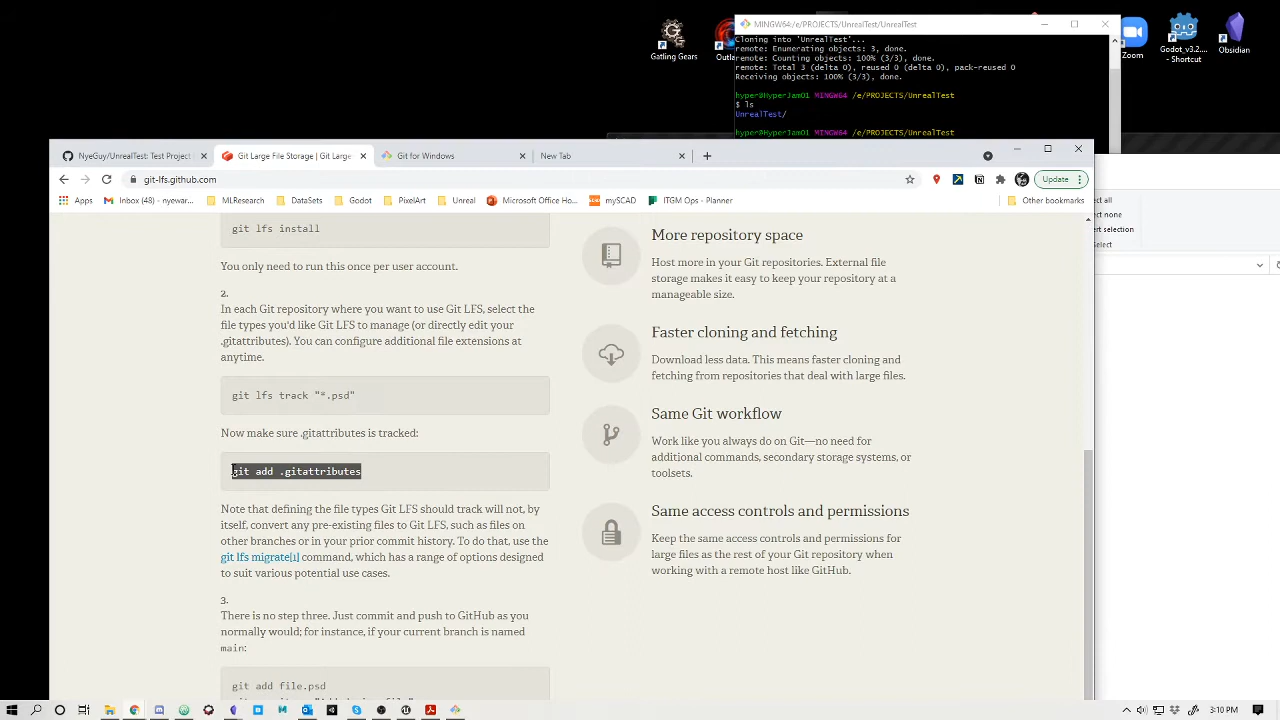 MINGW64:/e/PROJECTS/UnrealTest/UnrealTest
Gatling Gears
Outla
Zoom
Godot_v3.2....
- Shortcut
Obsidian
Cloning into 'UnrealTest'...
remote: Enumerating objects: 3, done.
remote: Counting objects: 100% (3/3), done.
remote: Total 3 (delta 0), reused 0 (delta 0), pack-reused 0
Receiving objects: 100% (3/3), done.
hyper@HyperJam01 MINGW64 /e/PROJECTS/UnrealTest
$ ls
UnrealTest/
hyper@HyperJam01 MINGW64 /e/PROJECTS/UnrealTest
NyeGuy/UnrealTest: Test Project
Git Large File Storage | Git Large
Git for Windows
New Tab
git-lfs.github.com
Update
Apps
Inbox (48) - nyewar...
MLResearch
DataSets
Godot
PixelArt
Unreal
Microsoft Office Ho...
mySCAD
ITGM Ops - Planner
Other bookmarks
ect all
ect none
ert selection
Select
git lfs install
You only need to run this once per user account.
2.
In each Git repository where you want to use Git LFS, select the
file types you'd like Git LFS to manage (or directly edit your
.gitattributes). You can configure additional file extensions at
anytime.
git lfs track "*.psd"
Now make sure .gitattributes is tracked:
git add .gitattributes
Note that defining the file types Git LFS should track will not, by
itself, convert any pre-existing files to Git LFS, such as files on
other branches or in your prior commit history. To do that, use the
git lfs migrate[1] command, which has a range of options designed
to suit various potential use cases.
3.
There is no step three. Just commit and push to GitHub as you
normally would; for instance, if your current branch is named
main:
git add file.psd
More repository space
Host more in your Git repositories. External file
storage makes it easy to keep your repository at a
manageable size.
Faster cloning and fetching
Download less data. This means faster cloning and
fetching from repositories that deal with large files.
Same Git workflow
Work like you always do on Git—no need for
additional commands, secondary storage systems, or
toolsets.
Same access controls and permissions
Keep the same access controls and permissions for
large files as the rest of your Git repository when
working with a remote host like GitHub.
3:10 PM